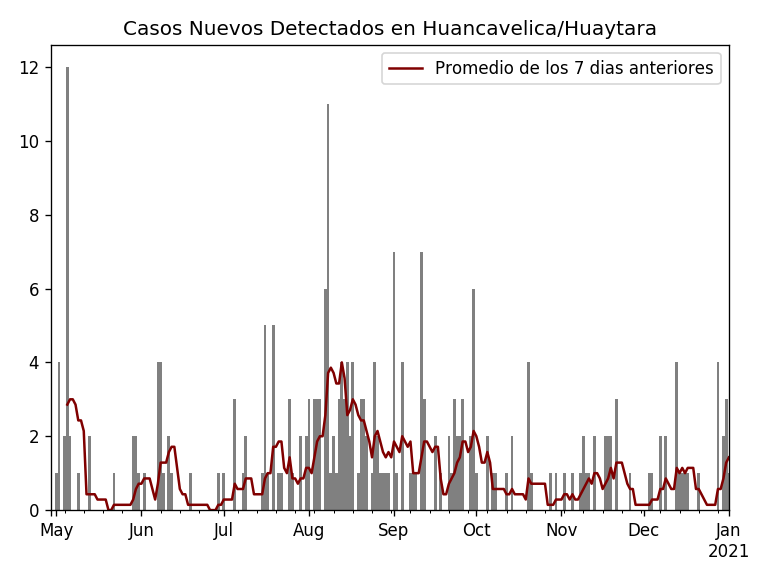 Casos Nuevos Detectados en Huancavelica/Huaytara
Promedio de los 7 dias anteriores
12
10
8
6
4
2
0
May Jun Jul Aug Sep Oct Nov Dec Jan
2021